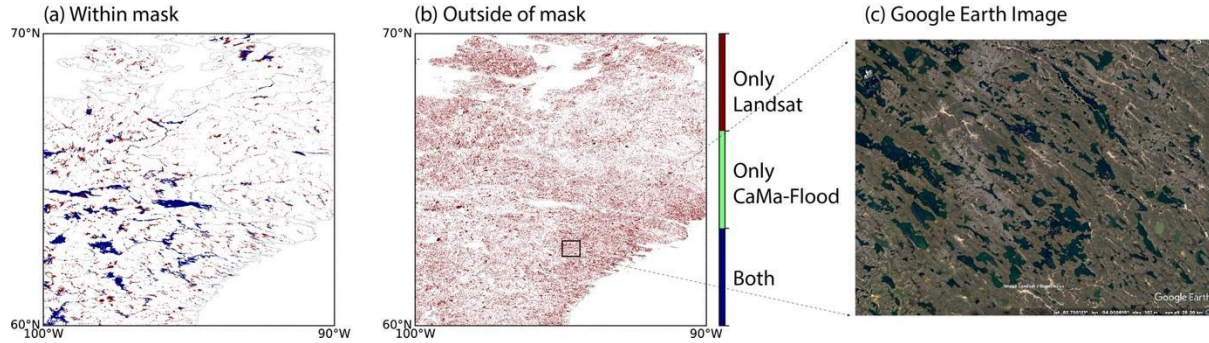 (a) Within mask
(b) Outside of mask
(c) Google Earth Image
70°N
60°N
100°W
90°W
70°N
60°N
100°W
90°W
Only
Landsat
Only
CaMa-Flood
Both
Google Earth